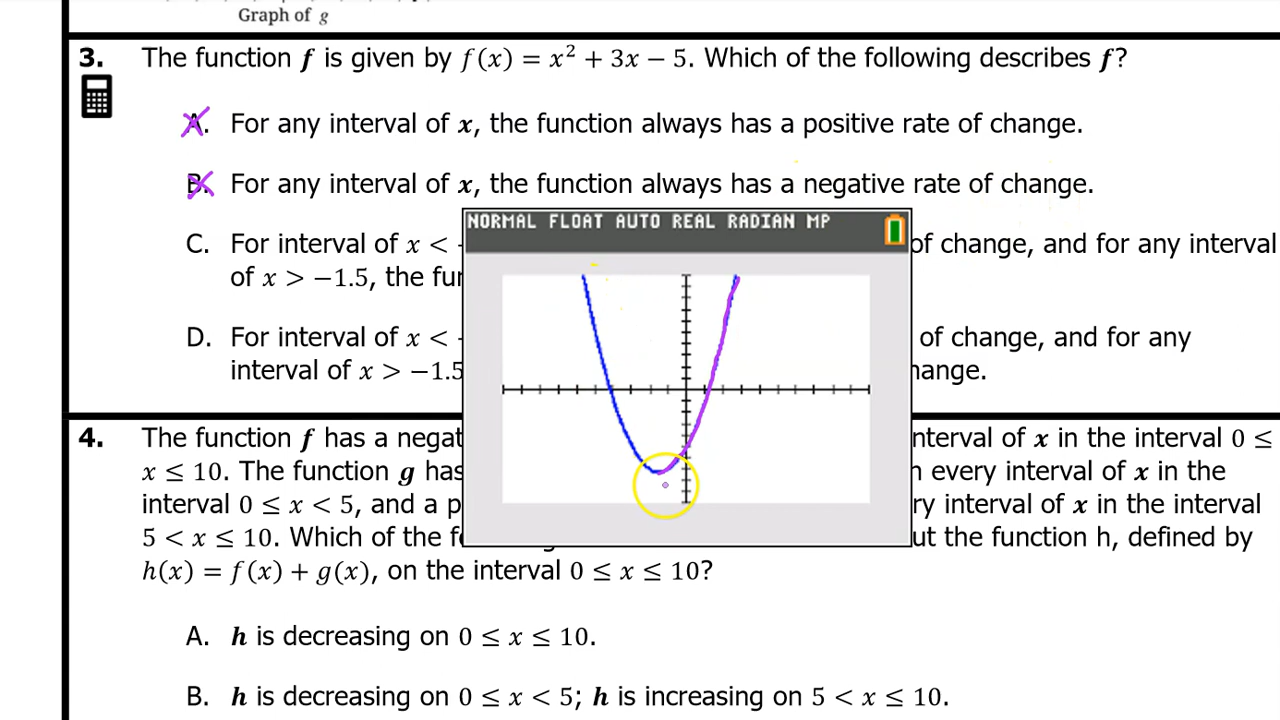 Graph of g
3. The function f is given by f(x) = x² + 3x − 5. Which of the following describes f?
A. For any interval of x, the function always has a positive rate of change.
B. For any interval of x, the function always has a negative rate of change.
NORMAL FLOAT AUTO REAL RADIAN MP
C. For interval of x < of change, and for any interval
of x > −1.5, the
D. For interval of x < of change, and for any
interval of x > −1.5
4. The function f has a interval of x in the interval 0 ≤
x ≤ 10. The function g has every interval of x in the
interval 0 ≤ x < 5, and a interval of x in the interval
5 < x ≤ 10. Which of the the function h, defined by
h(x) = f(x) + g(x), on the interval 0 ≤ x ≤ 10?
A. h is decreasing on 0 ≤ x ≤ 10.
B. h is decreasing on 0 ≤ x < 5; h is increasing on 5 < x ≤ 10.